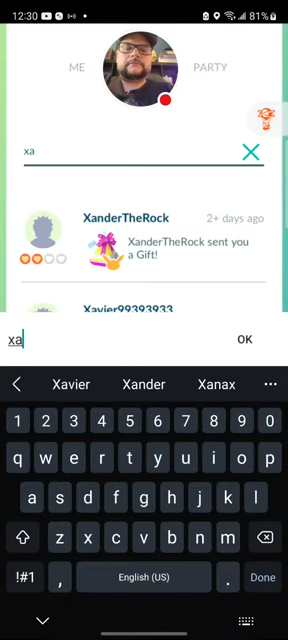 12:30
81%
ME
PARTY
xa
XanderTheRock
2+ days ago
XanderTheRock sent you
a Gift!
Xavier99393933
xa
OK
Xavier
Xander
Xanax
1 2 3 4 5 6 7 8 9 0
q w e r t y u i o p
a s d f g h j k l
z x c v b n m
!#1
,
English (US)
.
Done